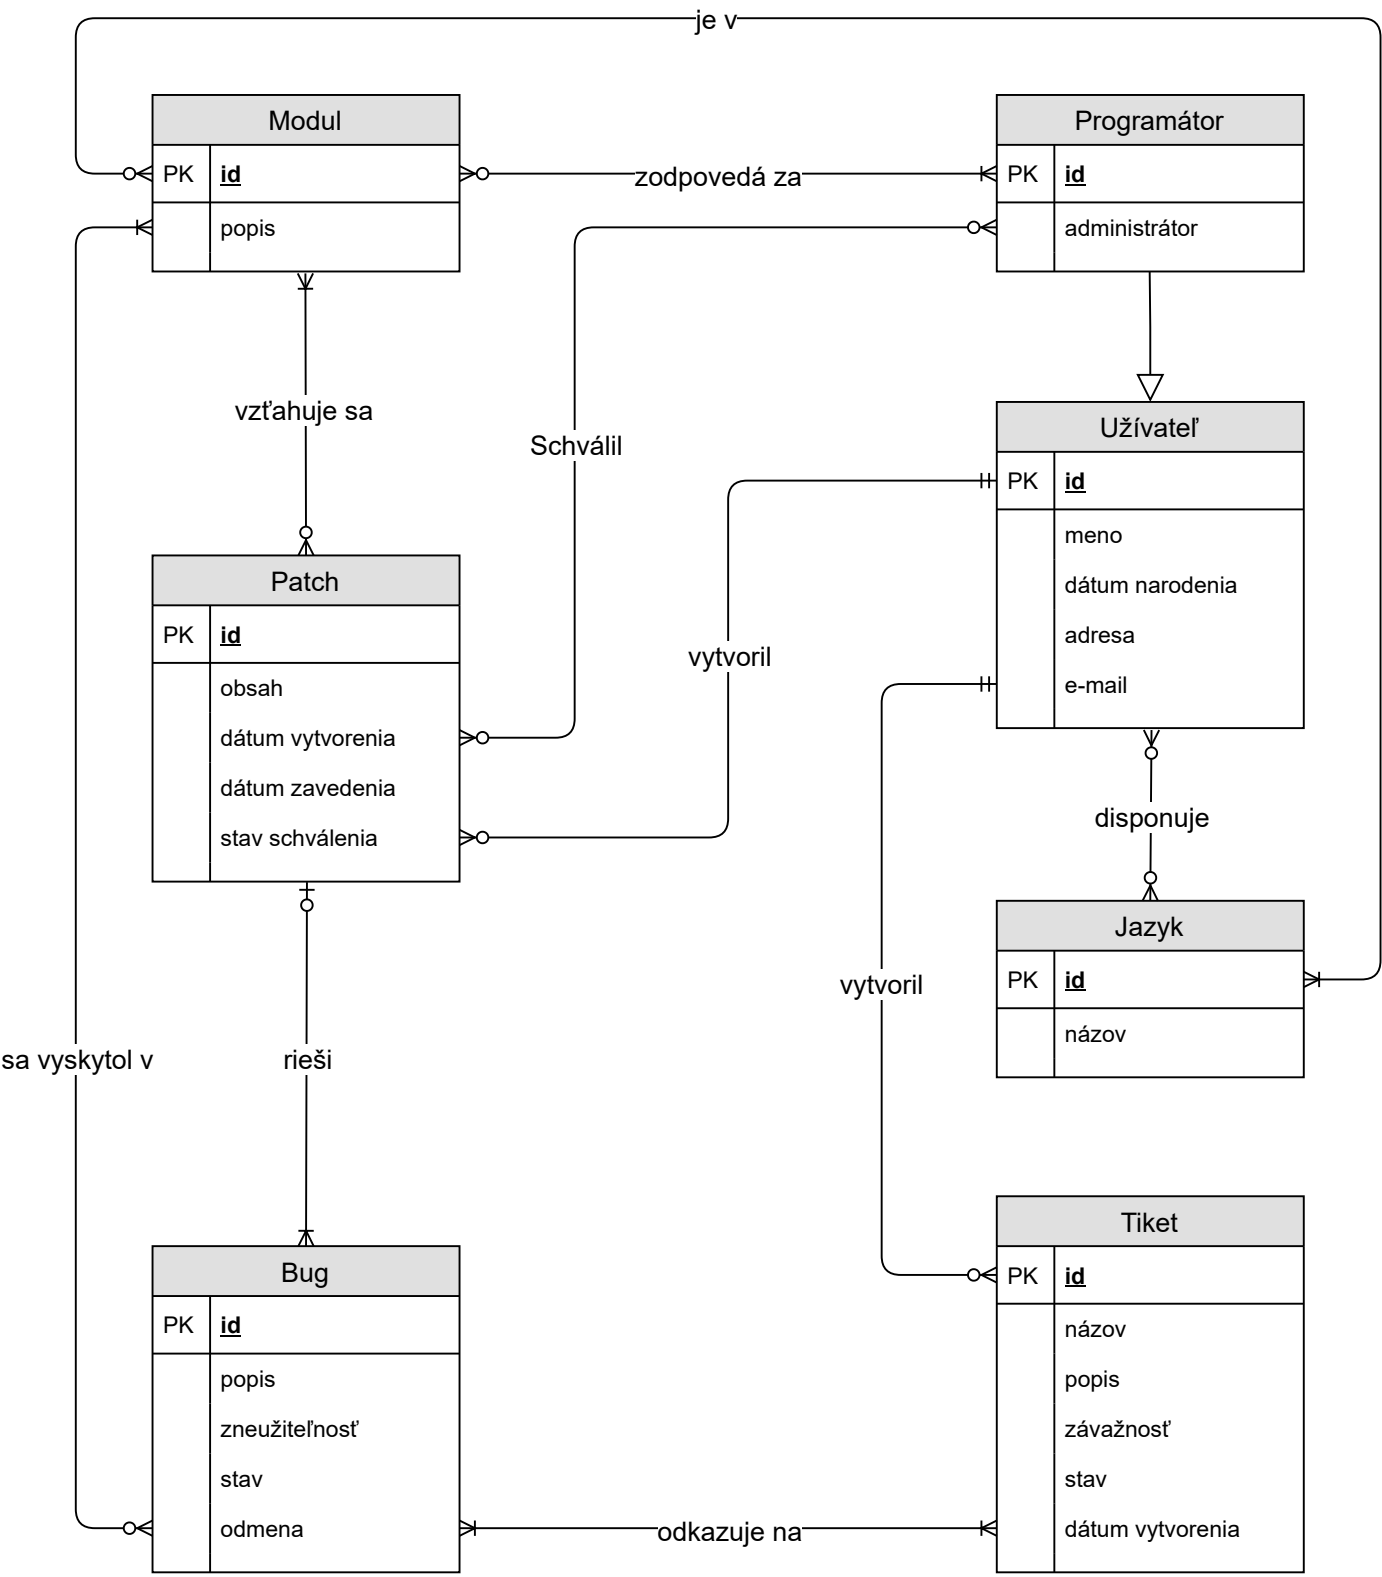 je v
Modul
PK id
popis
zodpovedá za
Programátor
PK id
administrátor
vzťahuje sa
Schválil
Užívateľ
PK id
meno
dátum narodenia
adresa
e-mail
Patch
PK id
obsah
dátum vytvorenia
dátum zavedenia
stav schválenia
vytvoril
disponuje
Jazyk
PK id
názov
vytvoril
sa vyskytol v
rieši
Bug
PK id
popis
zneužiteľnosť
stav
odmena
odkazuje na
Tiket
PK id
názov
popis
závažnosť
stav
dátum vytvorenia